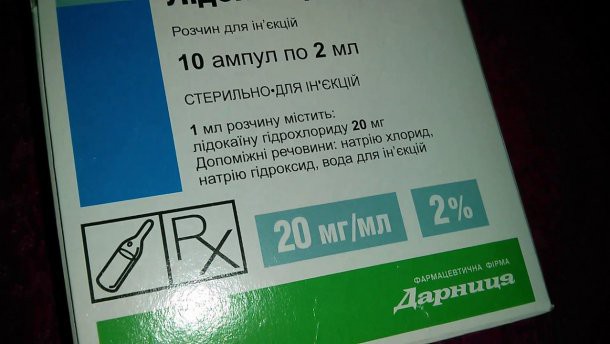 Розчин для ін'єкцій
10 ампул по 2 мл
СТЕРИЛЬНО•ДЛЯ ІН'ЄКЦІЙ
1 мл розчину містить:
лідокаїну гідрохлориду 20 мг
Допоміжні речовини: натрію хлорид,
натрію гідроксид, вода для ін'єкцій
Rx
20 мг/мл
2%
ФАРМАЦЕВТИЧНА ФІРМА
Дарниця